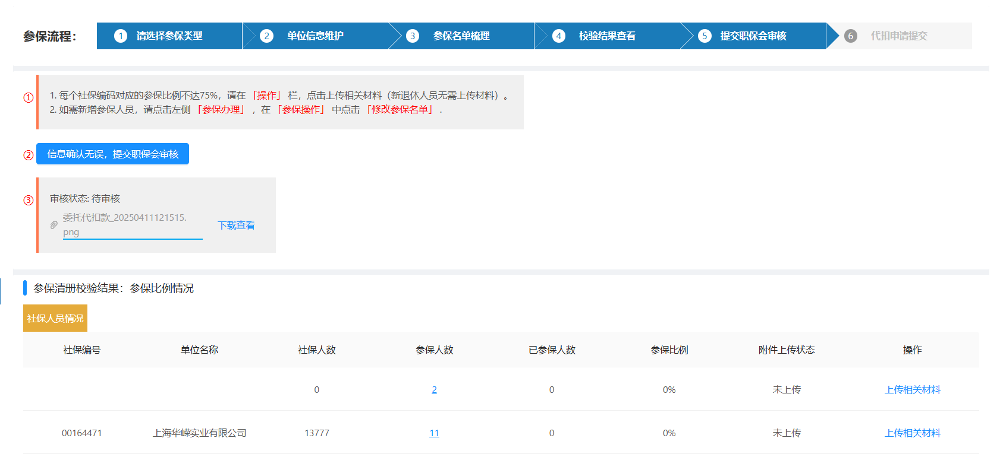 参保流程：
1 请选择参保类型
2 单位信息维护
3 参保名单梳理
4 校验结果查看
5 提交职保会审核
6 代扣申请提交
① 1. 每个社保编码对应的参保比例不达75%，请在「操作」栏，点击上传相关材料（新退休人员无需上传材料）。
2. 如需新增参保人员，请点击左侧「参保办理」，在「参保操作」中点击「修改参保名单」.
② 信息确认无误，提交职保会审核
③ 审核状态: 待审核
委托代扣款_20250411121515.
png
下载查看
参保清册校验结果：参保比例情况
社保人员情况
社保编号 单位名称 社保人数 参保人数 已参保人数 参保比例 附件上传状态 操作
0 2 0 0% 未上传 上传相关材料
00164471 上海华嵘实业有限公司 13777 11 0 0% 未上传 上传相关材料